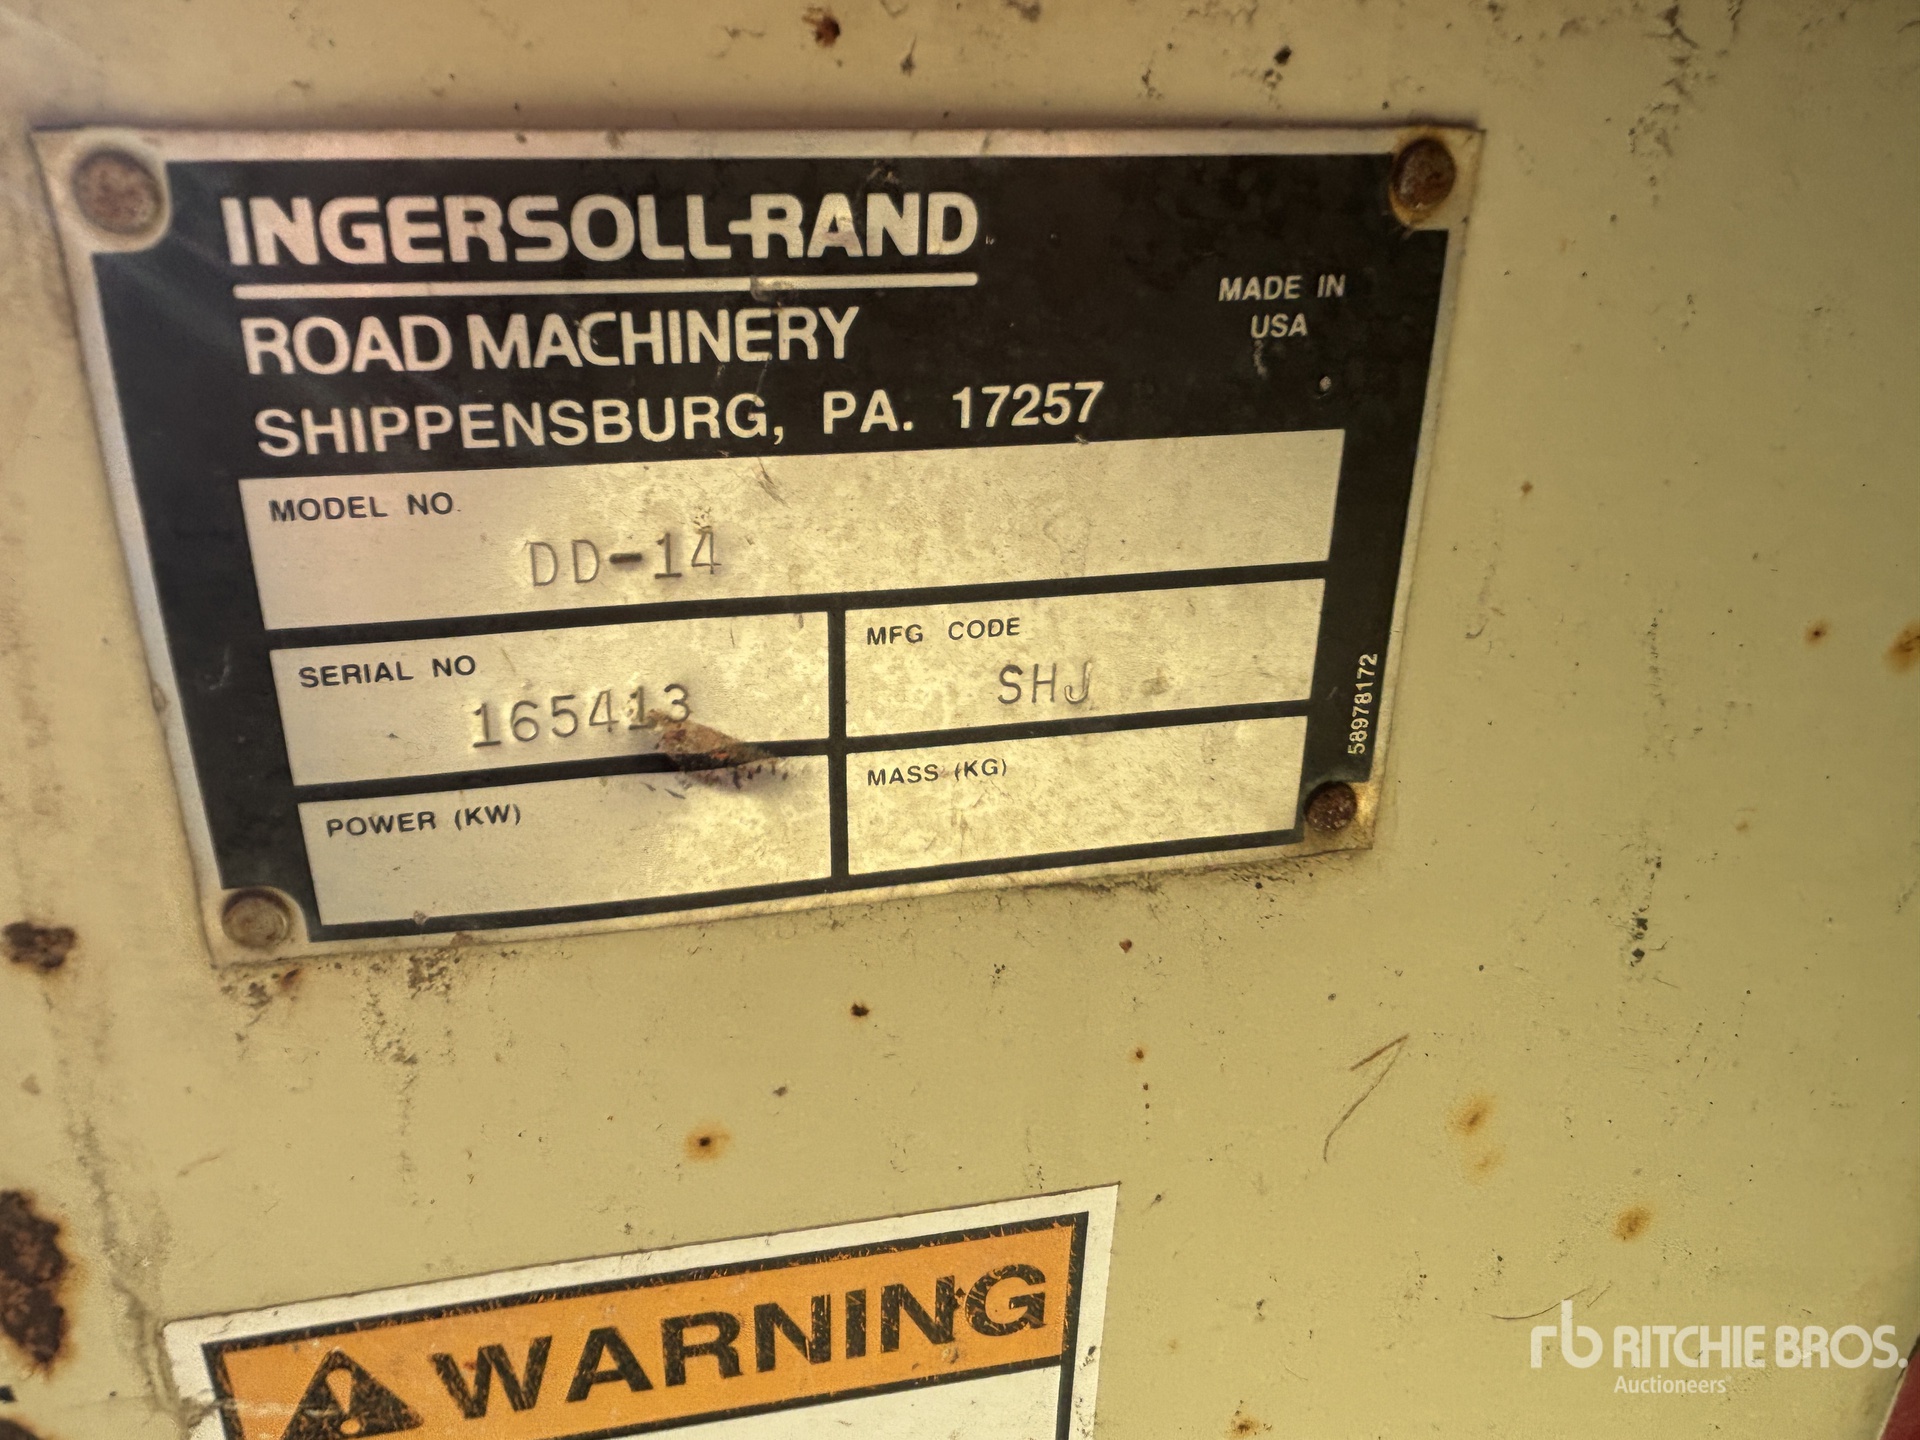 INGERSOLL-RAND
ROAD MACHINERY
SHIPPENSBURG, PA. 17257
MADE IN
USA
MODEL NO.
DD-14
SERIAL NO
165413
MFG CODE
SHJ
POWER (KW)
MASS (KG)
58978172
WARNING
rb RITCHIE BROS.
Auctioneers